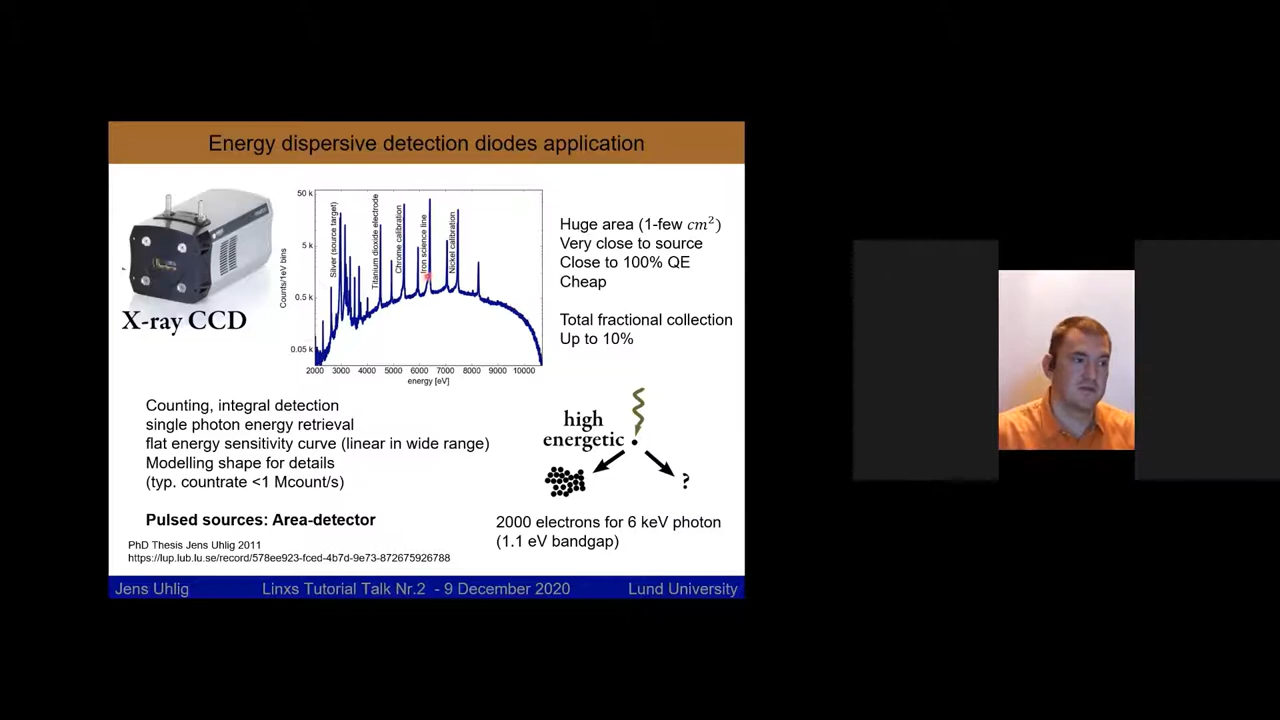 Energy dispersive detection diodes application
X-ray CCD
50 k
5 k
0.5 k
0.05 k
Counts/1eV bins
Silver (source target)
Titanium dioxide electrode
Chrome calibration
Iron science line
Nickel calibration
2000 3000 4000 5000 6000 7000 8000 9000 10000
energy [eV]
Huge area (1-few cm²)
Very close to source
Close to 100% QE
Cheap
Total fractional collection
Up to 10%
Counting, integral detection
single photon energy retrieval
flat energy sensitivity curve (linear in wide range)
Modelling shape for details
(typ. countrate <1 Mcount/s)
Pulsed sources: Area-detector
high
energetic
?
2000 electrons for 6 keV photon
(1.1 eV bandgap)
PhD Thesis Jens Uhlig 2011
https://lup.lub.lu.se/record/578ee923-fced-4b7d-9e73-872675926788
Jens Uhlig Linxs Tutorial Talk Nr.2 - 9 December 2020 Lund University